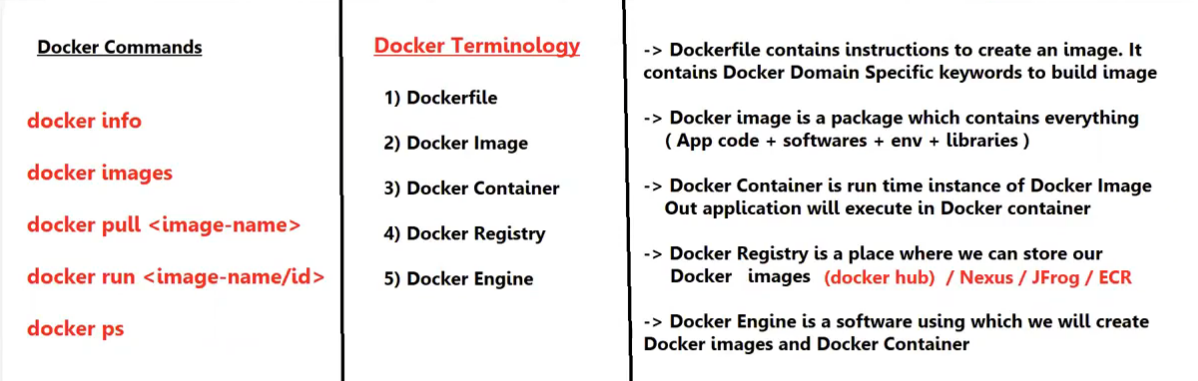 Docker Commands
docker info
docker images
docker pull <image-name>
docker run <image-name/id>
docker ps
Docker Terminology
1) Dockerfile
2) Docker Image
3) Docker Container
4) Docker Registry
5) Docker Engine
-> Dockerfile contains instructions to create an image. It
contains Docker Domain Specific keywords to build image
-> Docker image is a package which contains everything
( App code + softwares + env + libraries )
-> Docker Container is run time instance of Docker Image
Out application will execute in Docker container
-> Docker Registry is a place where we can store our
Docker images (docker hub) / Nexus / JFrog / ECR
-> Docker Engine is a software using which we will create
Docker images and Docker Container